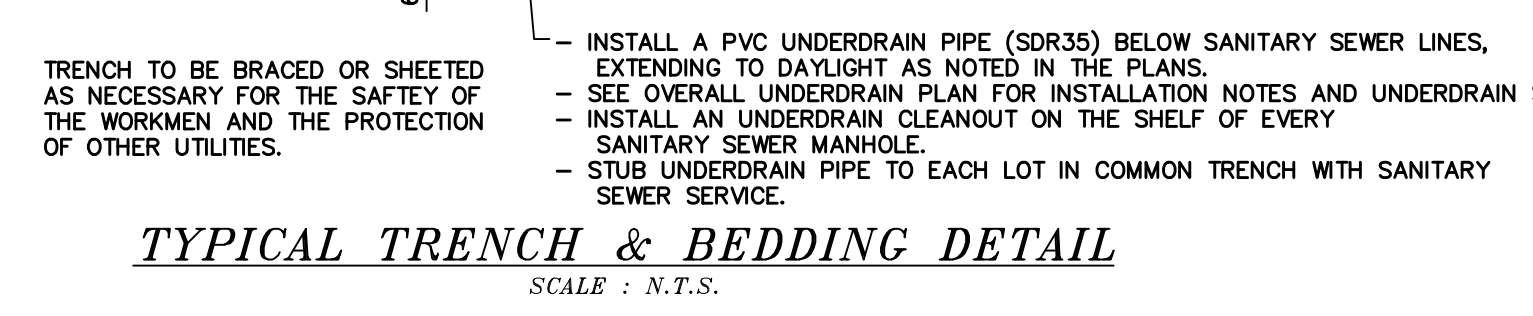 TRENCH TO BE BRACED OR SHEETED
AS NECESSARY FOR THE SAFTEY OF
THE WORKMEN AND THE PROTECTION
OF OTHER UTILITIES.
– INSTALL A PVC UNDERDRAIN PIPE (SDR35) BELOW SANITARY SEWER LINES,
EXTENDING TO DAYLIGHT AS NOTED IN THE PLANS.
– SEE OVERALL UNDERDRAIN PLAN FOR INSTALLATION NOTES AND UNDERDRAIN
– INSTALL AN UNDERDRAIN CLEANOUT ON THE SHELF OF EVERY
SANITARY SEWER MANHOLE.
– STUB UNDERDRAIN PIPE TO EACH LOT IN COMMON TRENCH WITH SANITARY
SEWER SERVICE.
TYPICAL TRENCH & BEDDING DETAIL
SCALE : N.T.S.